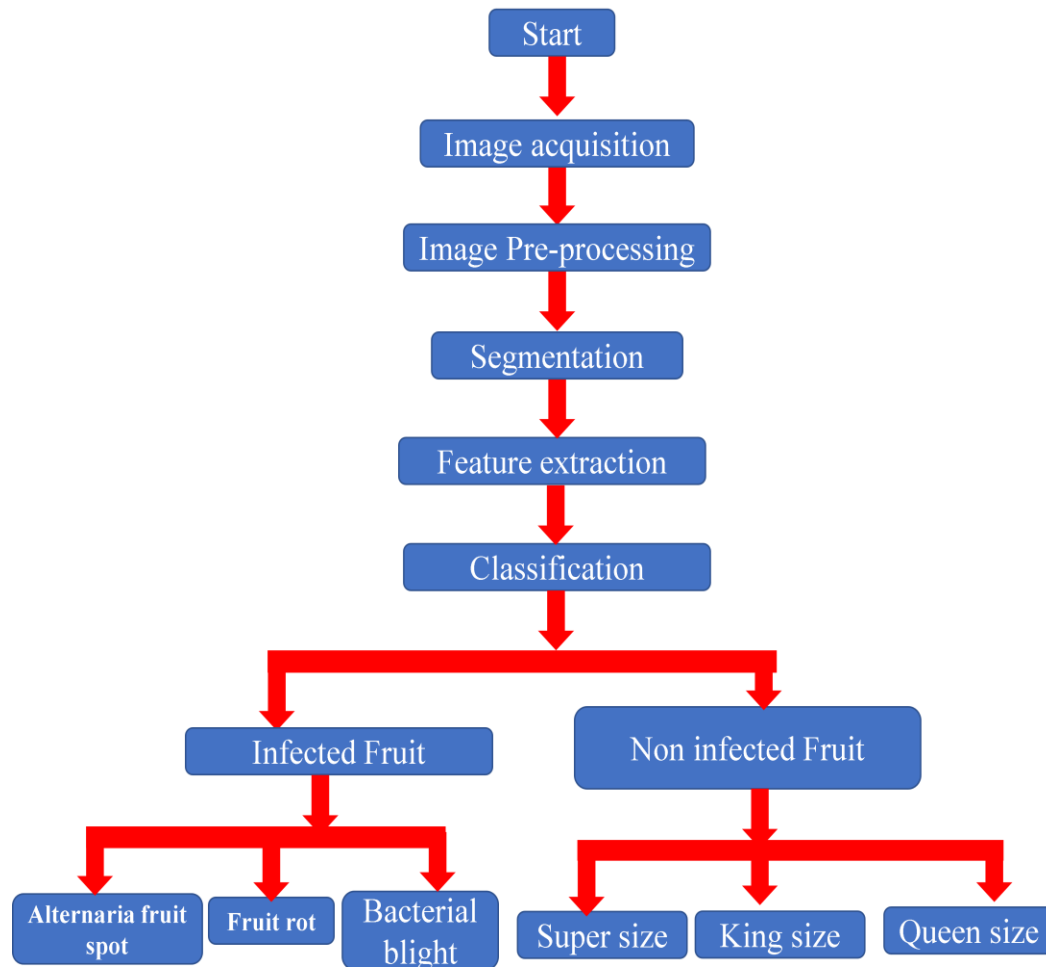 Start
Image acquisition
Image Pre-processing
Segmentation
Feature extraction
Classification
Infected Fruit
Non infected Fruit
Alternaria fruit
spot
Fruit rot
Bacterial
blight
Super size
King size
Queen size